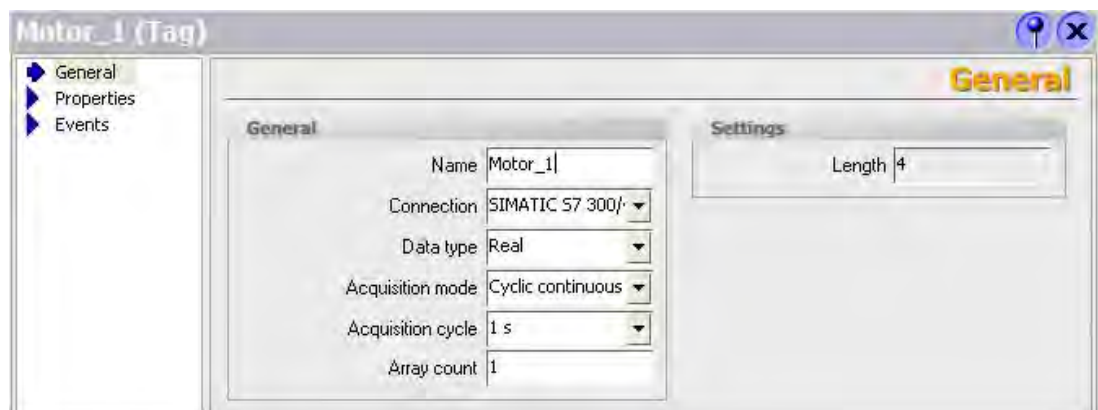 Motor_1 (Tag)
General
Properties
Events
General
General
Name Motor_1
Connection SIMATIC S7 300/
Data type Real
Acquisition mode Cyclic continuous
Acquisition cycle 1 s
Array count 1
Settings
Length 4